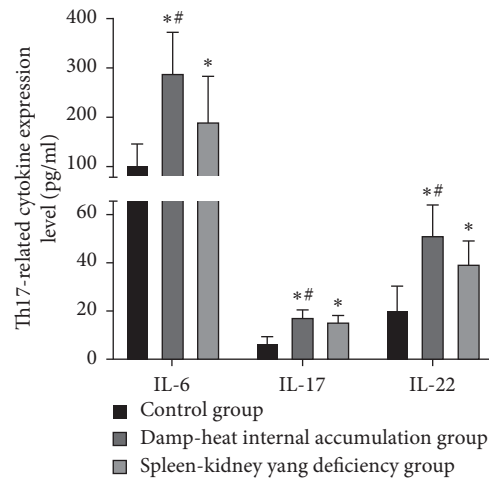 Th17-related cytokine expression
level (pg/ml)
400
300
200
100
60
40
20
0
*#
*
*#
*
*#
*
IL-6
IL-17
IL-22
Control group
Damp-heat internal accumulation group
Spleen-kidney yang deficiency group